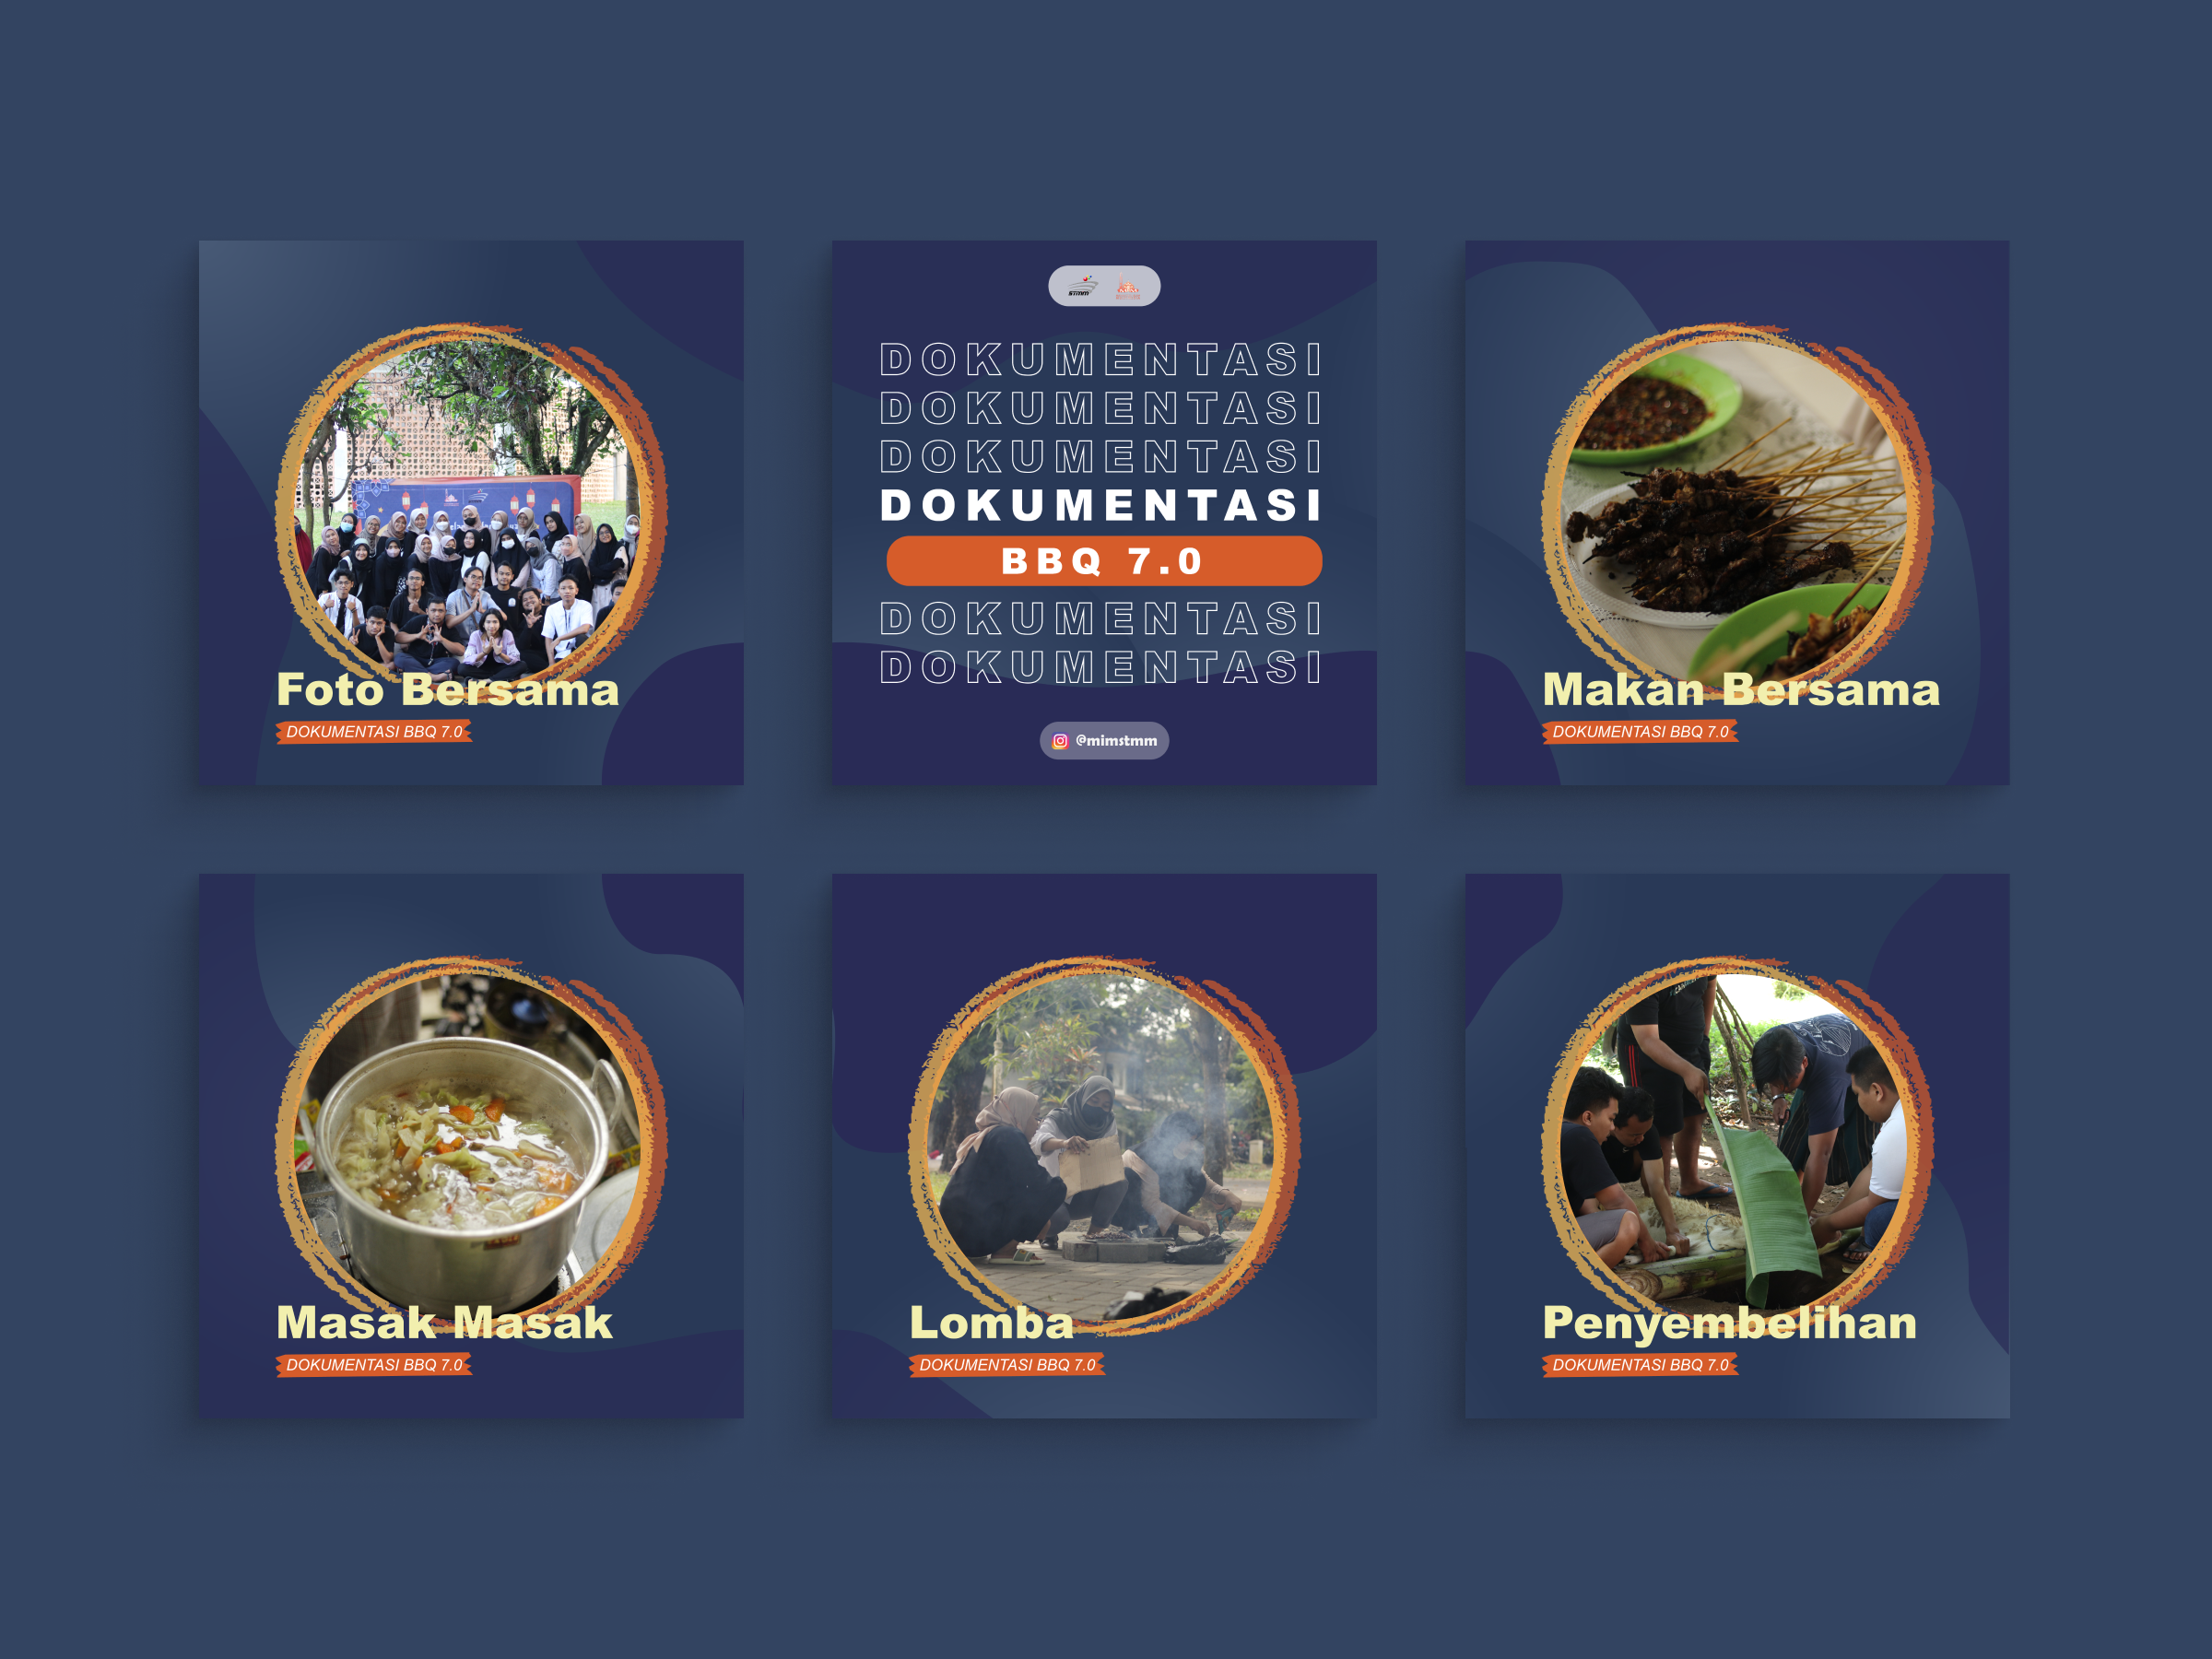 Foto Bersama
DOKUMENTASI BBQ 7.0
STMM
DOKUMENTASI
DOKUMENTASI
DOKUMENTASI
DOKUMENTASI
BBQ 7.0
DOKUMENTASI
DOKUMENTASI
@mimstmm
Makan Bersama
DOKUMENTASI BBQ 7.0
Masak Masak
DOKUMENTASI BBQ 7.0
Lomba
DOKUMENTASI BBQ 7.0
Penyembelihan
DOKUMENTASI BBQ 7.0